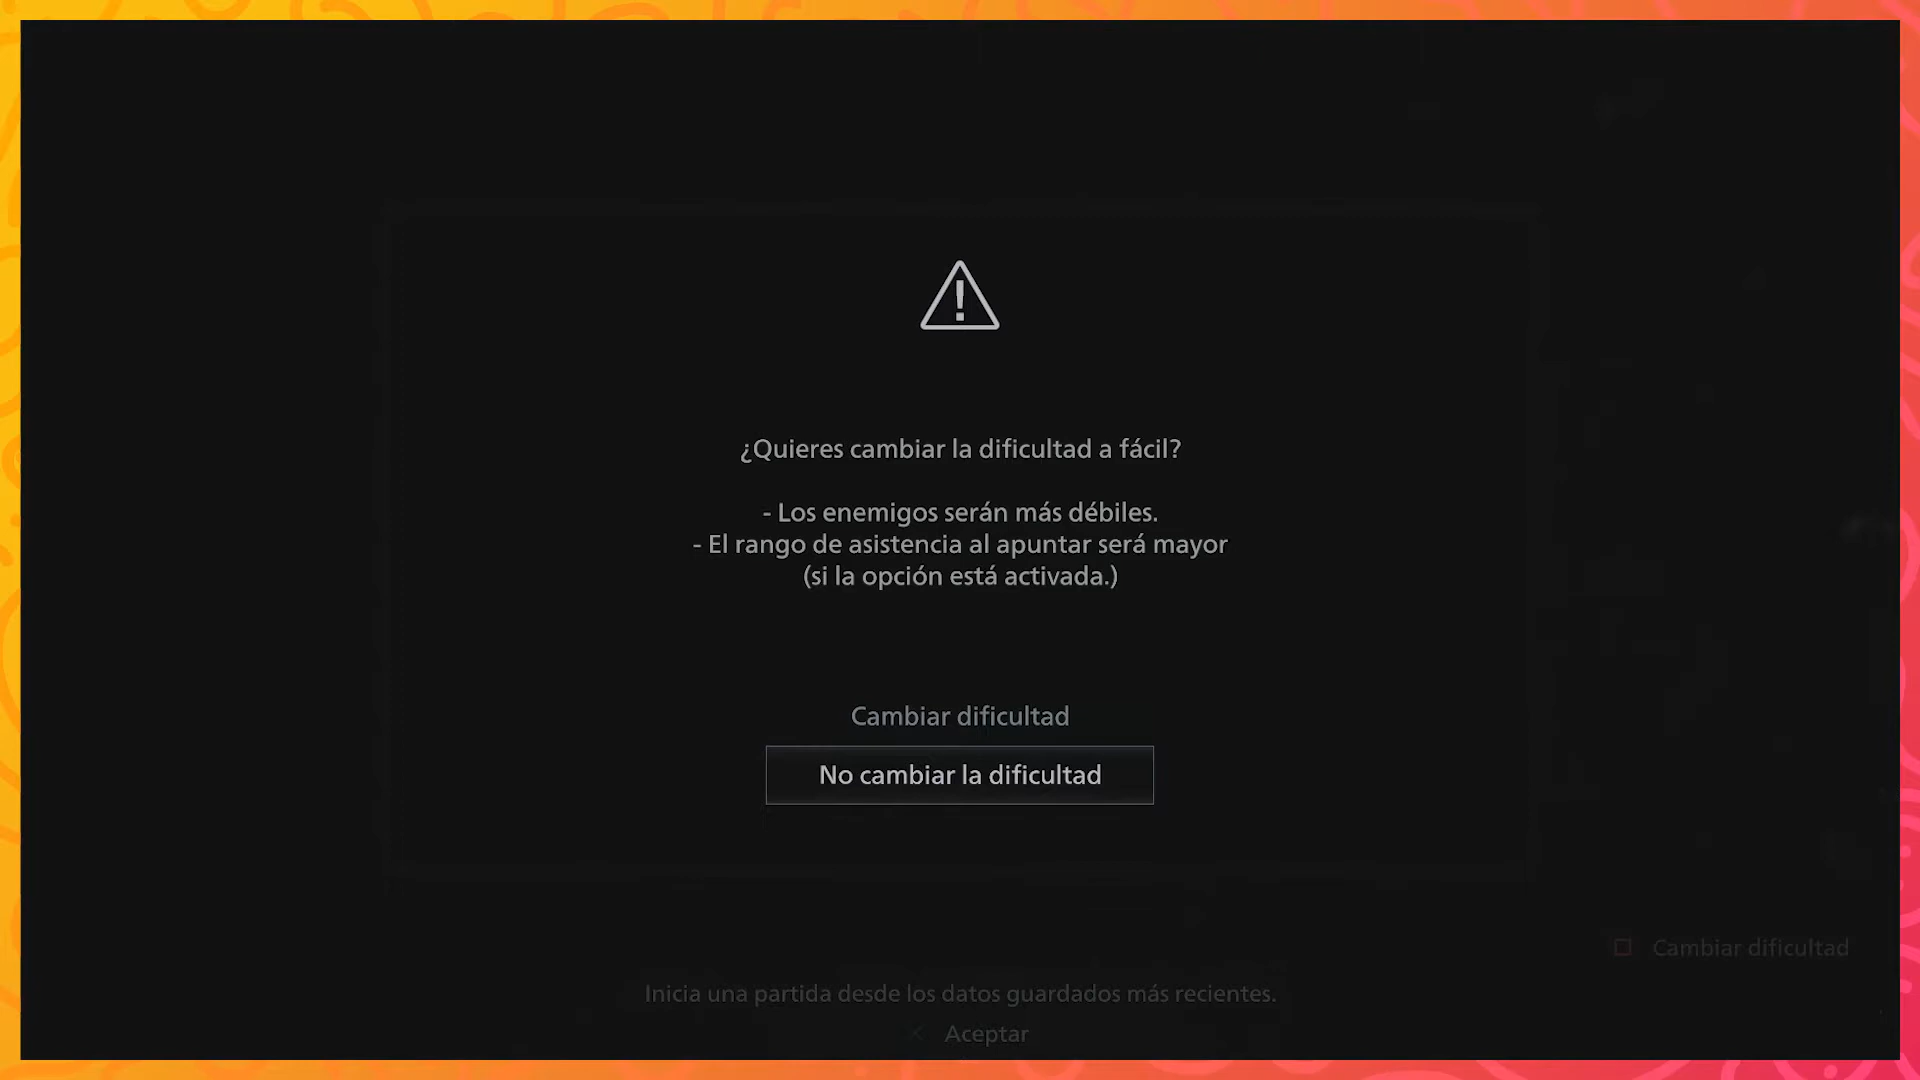 ¿Quieres cambiar la dificultad a fácil?
- Los enemigos serán más débiles.
- El rango de asistencia al apuntar será mayor
(si la opción está activada.)
Cambiar dificultad
No cambiar la dificultad
Cambiar dificultad
Inicia una partida desde los datos guardados más recientes.
Aceptar